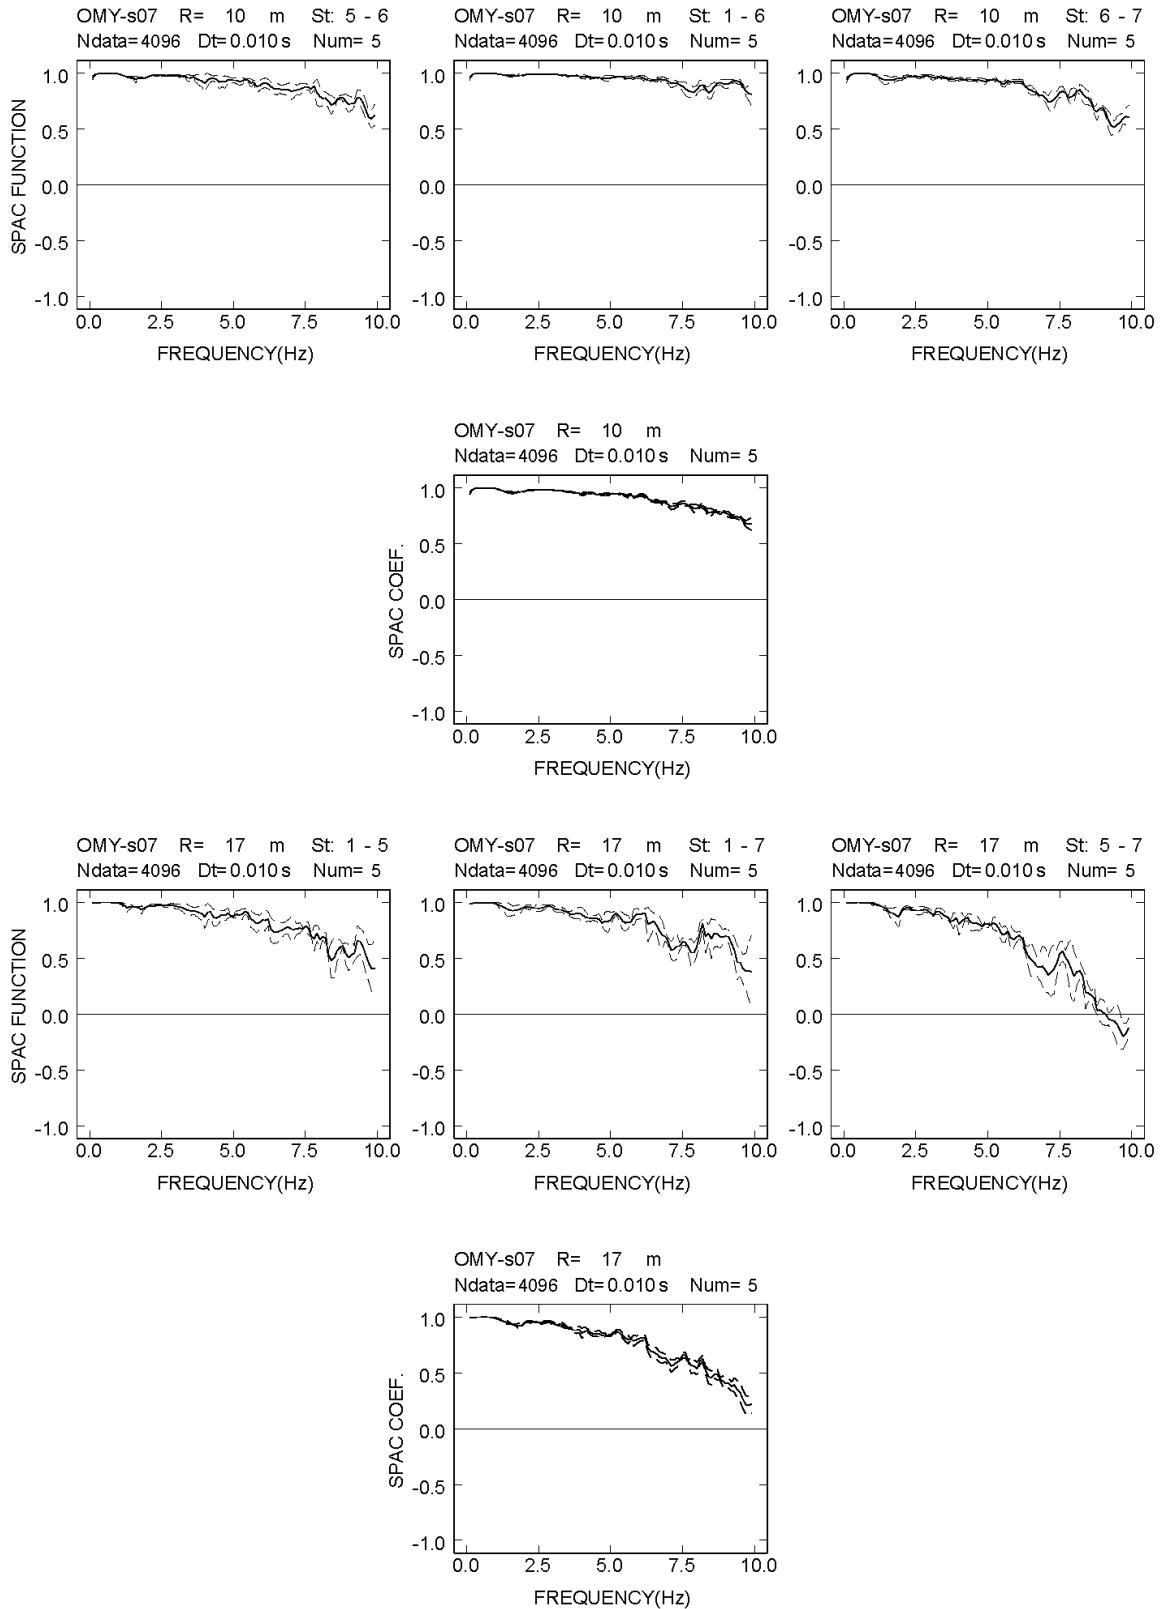 OMY-s07 R= 10 m St: 5 - 6
Ndata=4096 Dt=0.010s Num= 5
OMY-s07 R= 10 m St: 1 - 6
Ndata=4096 Dt=0.010s Num= 5
OMY-s07 R= 10 m St: 6 - 7
Ndata=4096 Dt=0.010s Num= 5
SPAC FUNCTION
1.0
0.5
0.0
-0.5
-1.0
0.0 2.5 5.0 7.5 10.0
FREQUENCY(Hz)
1.0
0.5
0.0
-0.5
-1.0
0.0 2.5 5.0 7.5 10.0
FREQUENCY(Hz)
1.0
0.5
0.0
-0.5
-1.0
0.0 2.5 5.0 7.5 10.0
FREQUENCY(Hz)
OMY-s07 R= 10 m
Ndata=4096 Dt=0.010s Num= 5
SPAC COEF.
1.0
0.5
0.0
-0.5
-1.0
0.0 2.5 5.0 7.5 10.0
FREQUENCY(Hz)
OMY-s07 R= 17 m St: 1 - 5
Ndata=4096 Dt=0.010s Num= 5
OMY-s07 R= 17 m St: 1 - 7
Ndata=4096 Dt=0.010s Num= 5
OMY-s07 R= 17 m St: 5 - 7
Ndata=4096 Dt=0.010s Num= 5
SPAC FUNCTION
1.0
0.5
0.0
-0.5
-1.0
0.0 2.5 5.0 7.5 10.0
FREQUENCY(Hz)
1.0
0.5
0.0
-0.5
-1.0
0.0 2.5 5.0 7.5 10.0
FREQUENCY(Hz)
1.0
0.5
0.0
-0.5
-1.0
0.0 2.5 5.0 7.5 10.0
FREQUENCY(Hz)
OMY-s07 R= 17 m
Ndata=4096 Dt=0.010s Num= 5
SPAC COEF.
1.0
0.5
0.0
-0.5
-1.0
0.0 2.5 5.0 7.5 10.0
FREQUENCY(Hz)